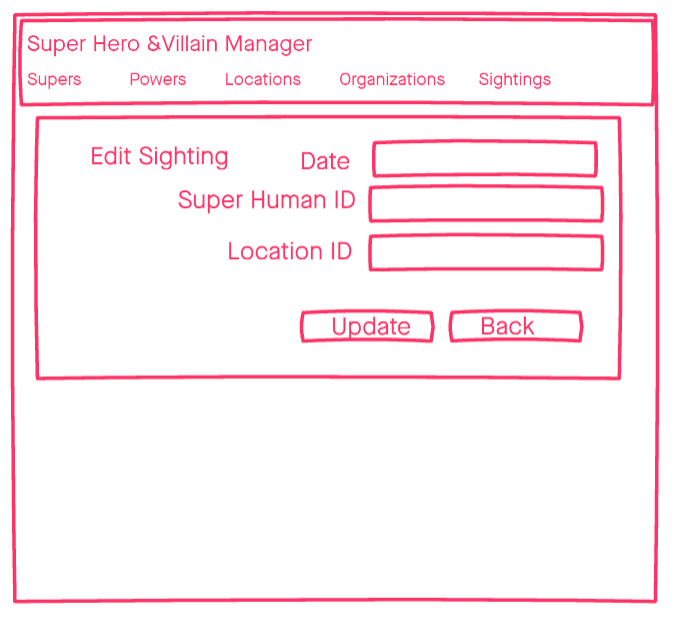 Super Hero &Villain Manager
Supers Powers Locations Organizations Sightings
Edit Sighting Date
Super Human ID
Location ID
Update Back